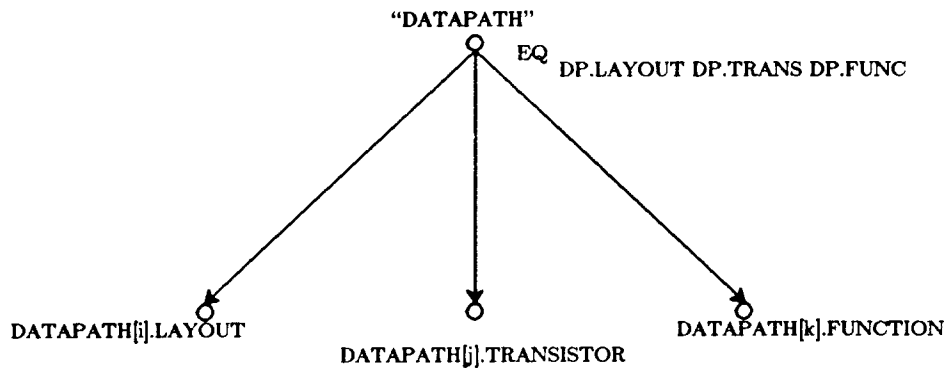 “DATAPATH”
EQ
DP.LAYOUT DP.TRANS DP.FUNC
DATAPATH[i].LAYOUT
DATAPATH[j].TRANSISTOR
DATAPATH[k].FUNCTION